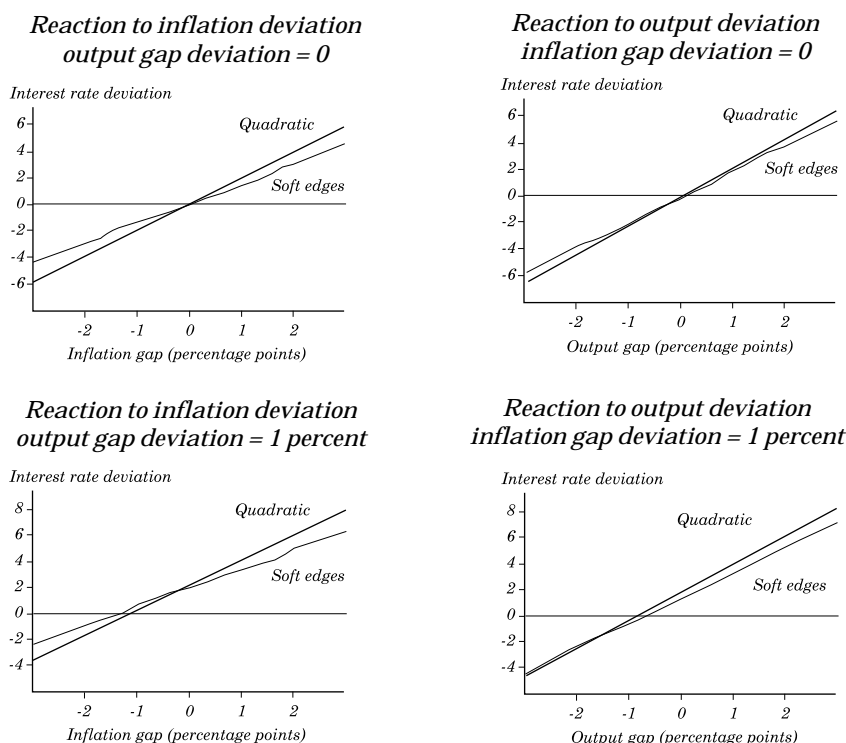 Reaction to inflation deviation
output gap deviation = 0
Interest rate deviation
6
4
2
0
-2
-4
-6
Quadratic
Soft edges
-2 -1 0 1 2
Inflation gap (percentage points)
Reaction to output deviation
inflation gap deviation = 0
Interest rate deviation
6
4
2
0
-2
-4
-6
Quadratic
Soft edges
-2 -1 0 1 2
Output gap (percentage points)
Reaction to inflation deviation
output gap deviation = 1 percent
Interest rate deviation
8
6
4
2
0
-2
-4
Quadratic
Soft edges
-2 -1 0 1 2
Inflation gap (percentage points)
Reaction to output deviation
inflation gap deviation = 1 percent
Interest rate deviation
8
6
4
2
0
-2
-4
Quadratic
Soft edges
-2 -1 0 1 2
Output gap (percentage points)